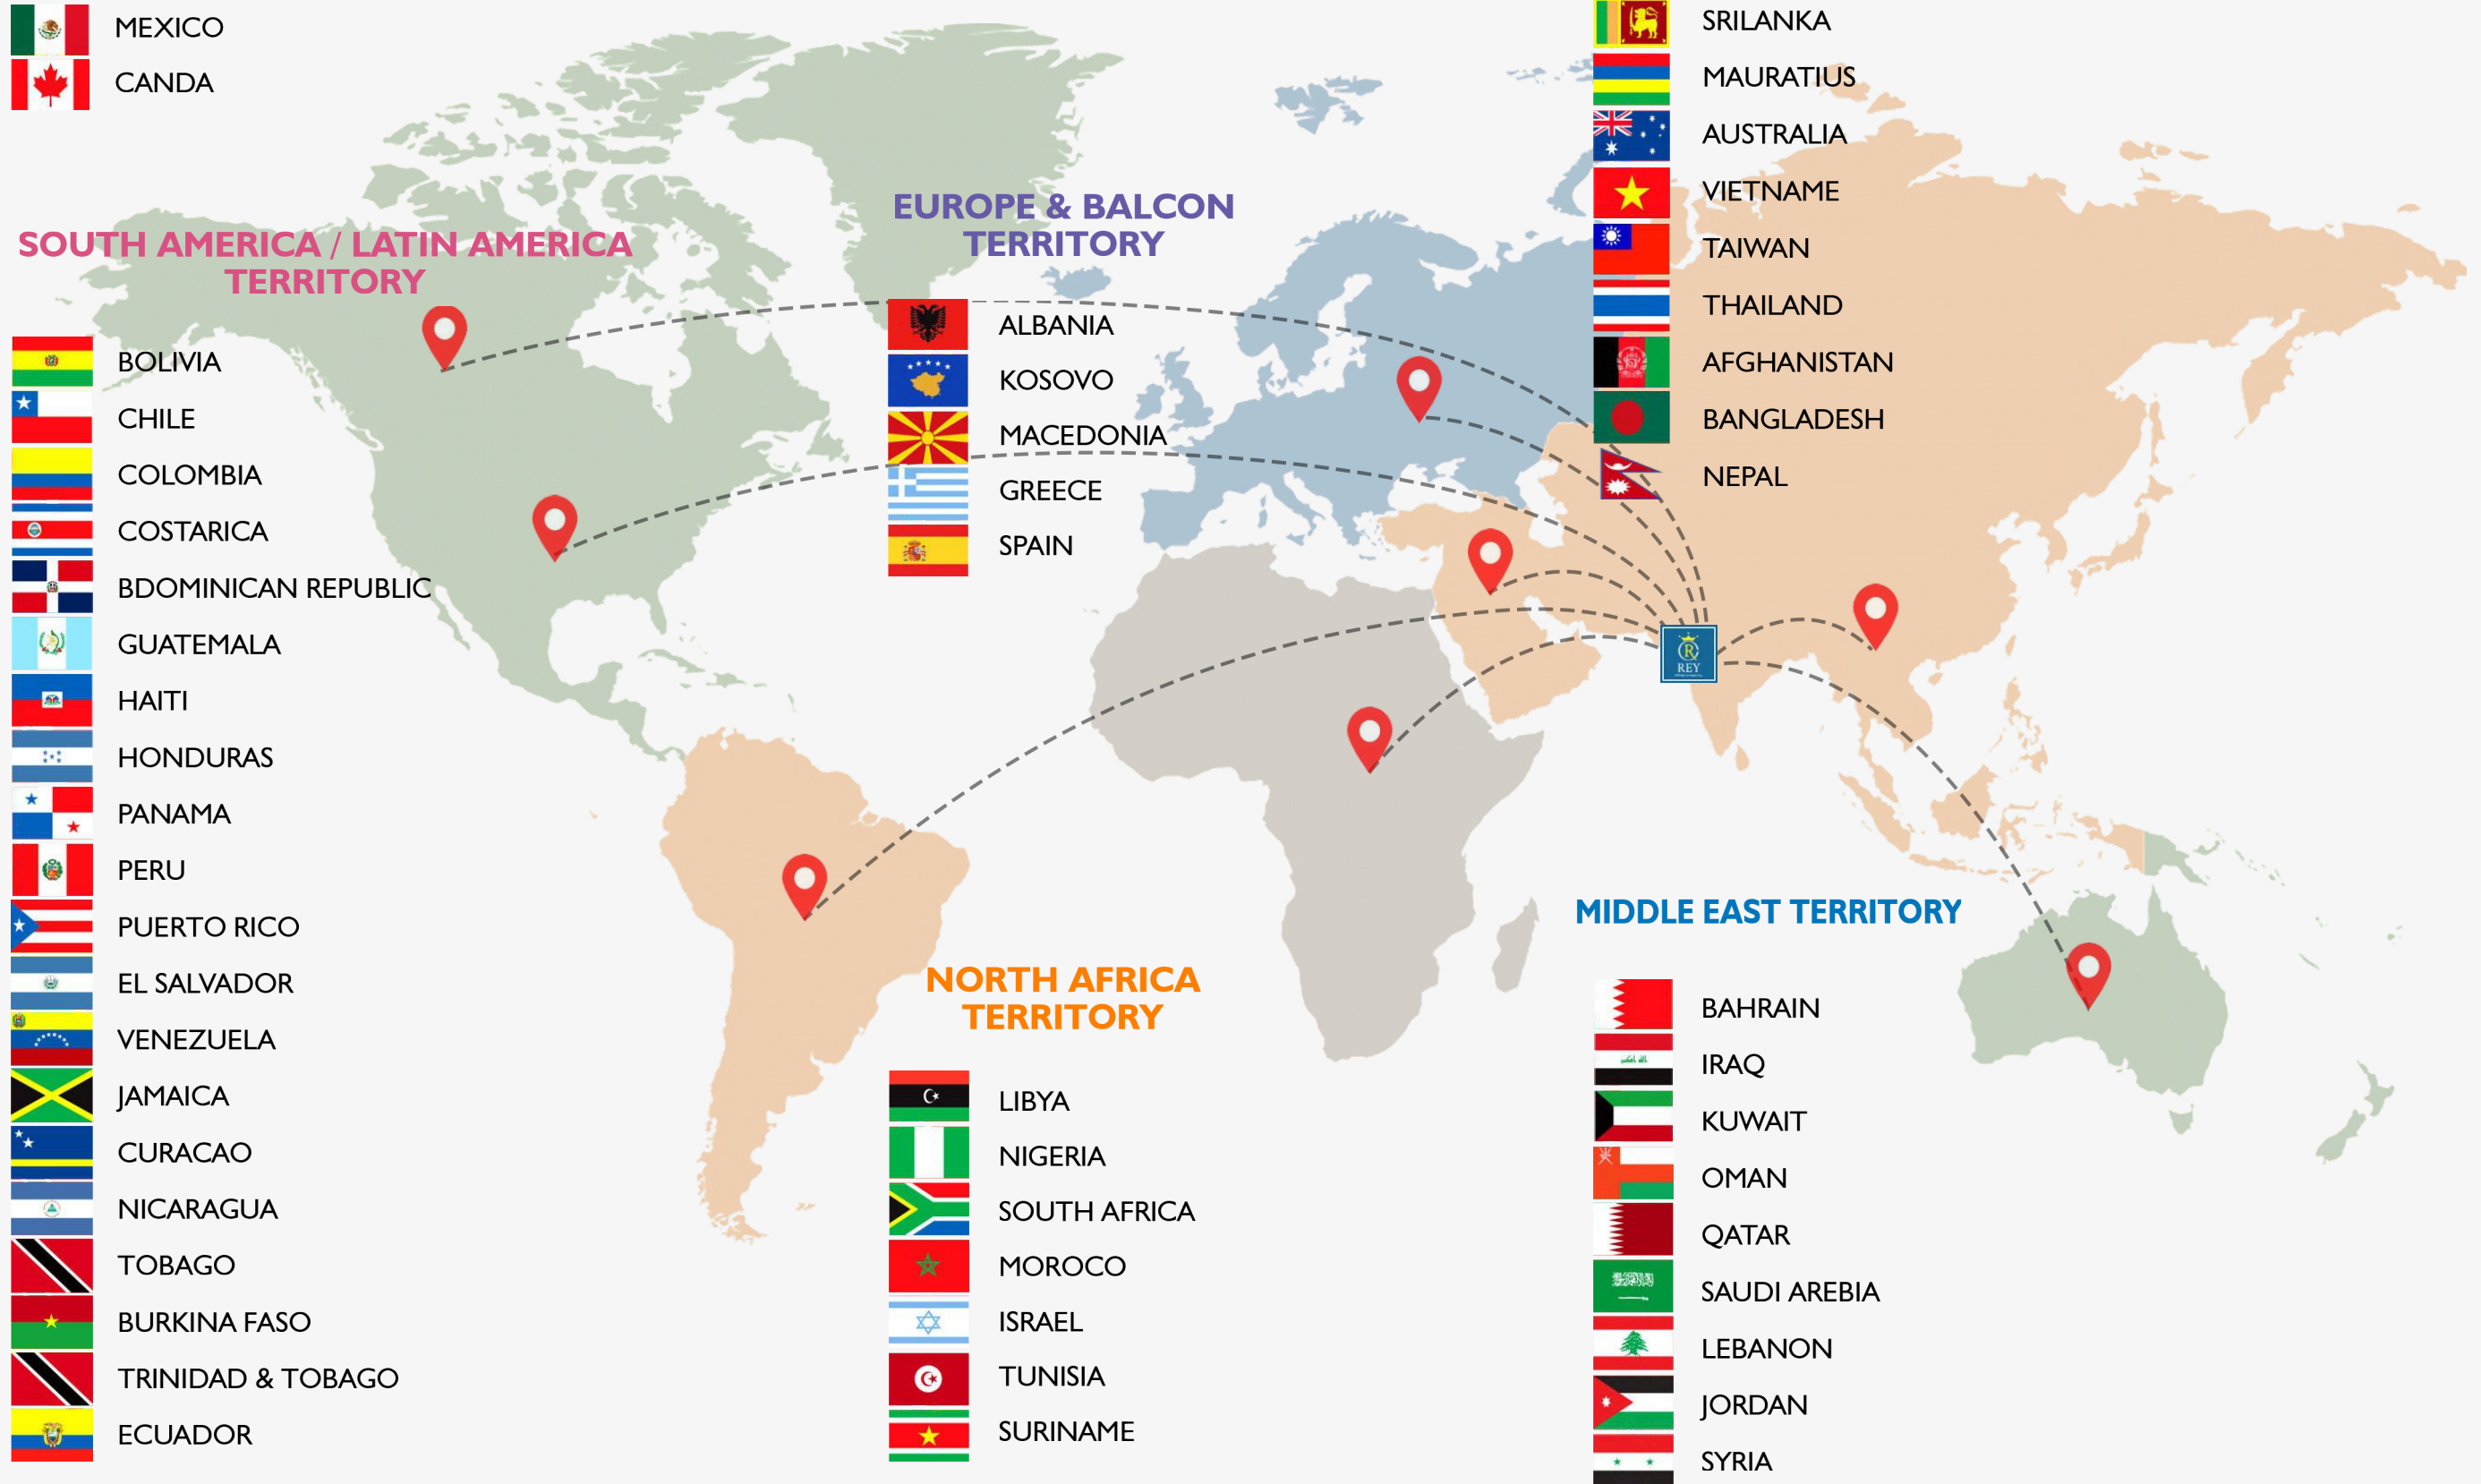 MEXICO
CANDA
SOUTH AMERICA / LATIN AMERICA
TERRITORY
BOLIVIA
CHILE
COLOMBIA
COSTARICA
BDOMINICAN REPUBLIC
GUATEMALA
HAITI
HONDURAS
PANAMA
PERU
PUERTO RICO
EL SALVADOR
VENEZUELA
JAMAICA
CURACAO
NICARAGUA
TOBAGO
BURKINA FASO
TRINIDAD & TOBAGO
ECUADOR
EUROPE & BALCON
TERRITORY
ALBANIA
KOSOVO
MACEDONIA
GREECE
SPAIN
NORTH AFRICA
TERRITORY
LIBYA
NIGERIA
SOUTH AFRICA
MOROCO
ISRAEL
TUNISIA
SURINAME
SRILANKA
MAURATIUS
AUSTRALIA
VIETNAME
TAIWAN
THAILAND
AFGHANISTAN
BANGLADESH
NEPAL
R
REY
MIDDLE EAST TERRITORY
BAHRAIN
IRAQ
KUWAIT
OMAN
QATAR
SAUDI AREBIA
LEBANON
JORDAN
SYRIA